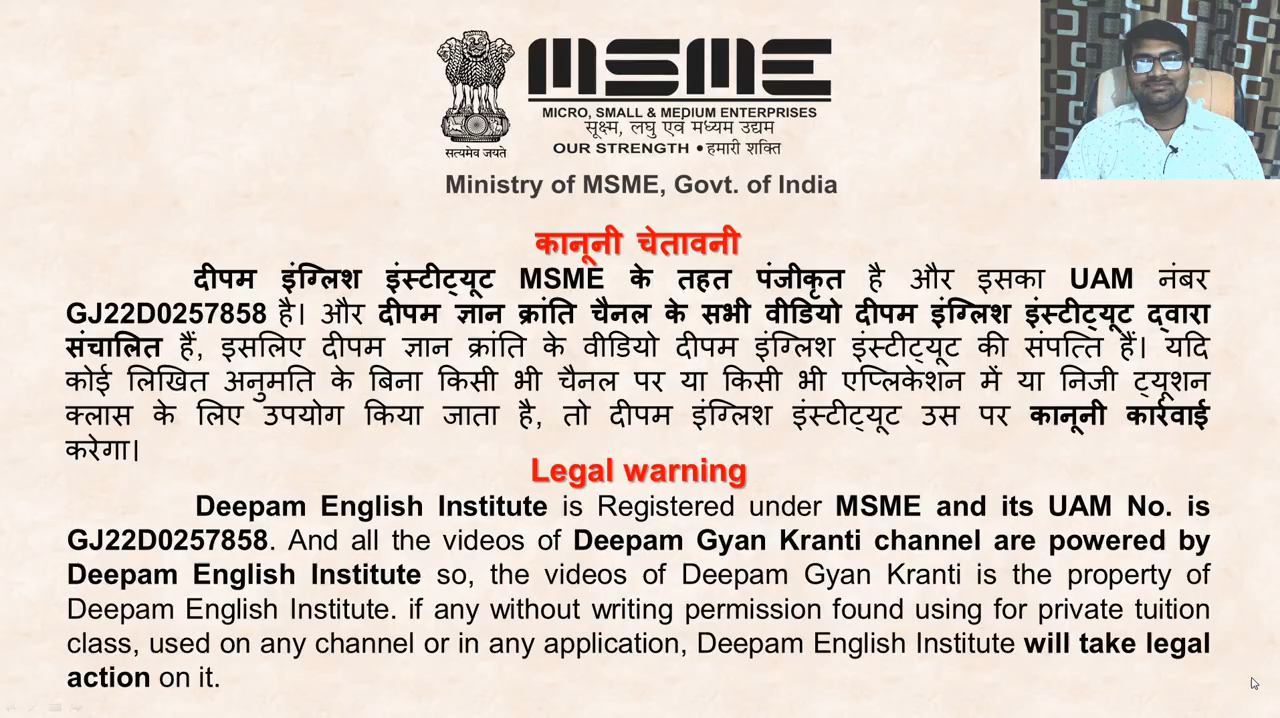 MSME
MICRO, SMALL & MEDIUM ENTERPRISES
सूक्ष्म, लघु एवं मध्यम उद्यम
OUR STRENGTH • हमारी शक्ति
सत्यमेव जयते
Ministry of MSME, Govt. of India
कानूनी चेतावनी
दीपम इंग्लिश इंस्टीट्यूट MSME के तहत पंजीकृत है और इसका UAM नंबर
GJ22D0257858 है। और दीपम ज्ञान क्रांति चैनल के सभी वीडियो दीपम इंग्लिश इंस्टीट्यूट द्वारा
संचालित हैं, इसलिए दीपम ज्ञान क्रांति के वीडियो दीपम इंग्लिश इंस्टीट्यूट की संपत्ति हैं। यदि
कोई लिखित अनुमति के बिना किसी भी चैनल पर या किसी भी एप्लिकेशन में या निजी ट्यूशन
क्लास के लिए उपयोग किया जाता है, तो दीपम इंग्लिश इंस्टीट्यूट उस पर कानूनी कार्रवाई
करेगा।
Legal warning
Deepam English Institute is Registered under MSME and its UAM No. is
GJ22D0257858. And all the videos of Deepam Gyan Kranti channel are powered by
Deepam English Institute so, the videos of Deepam Gyan Kranti is the property of
Deepam English Institute. if any without writing permission found using for private tuition
class, used on any channel or in any application, Deepam English Institute will take legal
action on it.